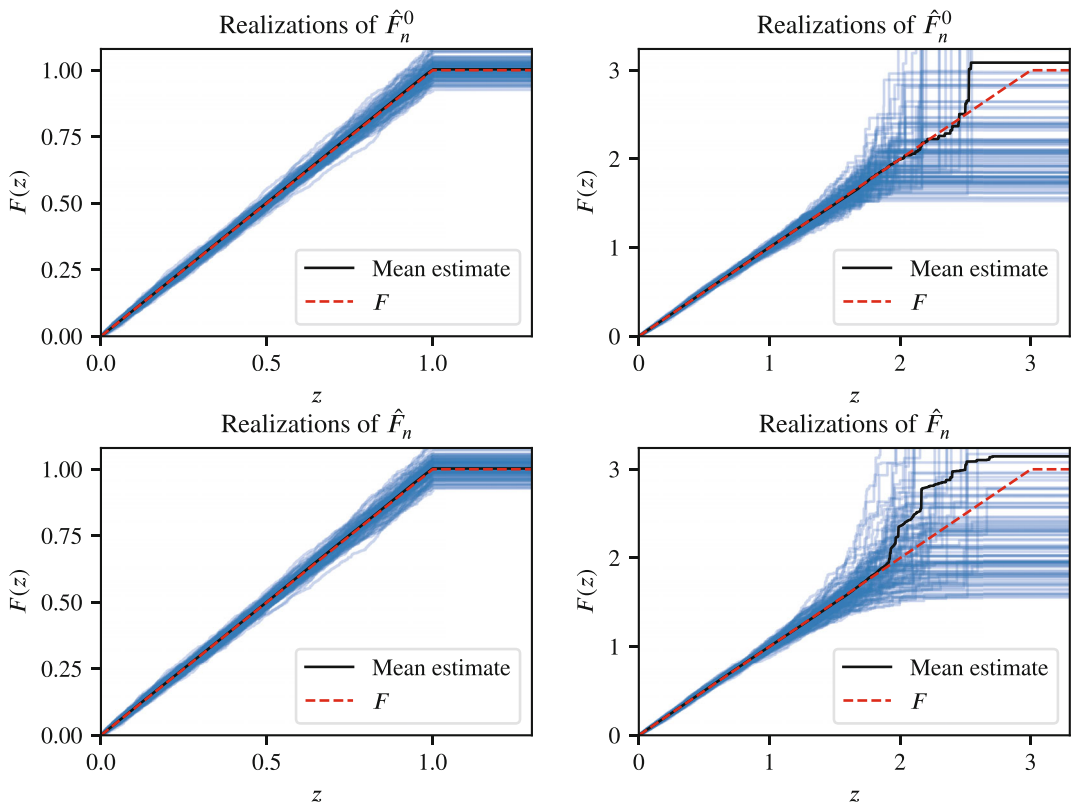 Realizations of F̂⁰ₙ
1.00
0.75
0.50
0.25
0.00
F(z)
Mean estimate
F
0.0 0.5 1.0
z
Realizations of F̂⁰ₙ
3
2
1
0
F(z)
Mean estimate
F
0 1 2 3
z
Realizations of F̂ₙ
1.00
0.75
0.50
0.25
0.00
F(z)
Mean estimate
F
0.0 0.5 1.0
z
Realizations of F̂ₙ
3
2
1
0
F(z)
Mean estimate
F
0 1 2 3
z